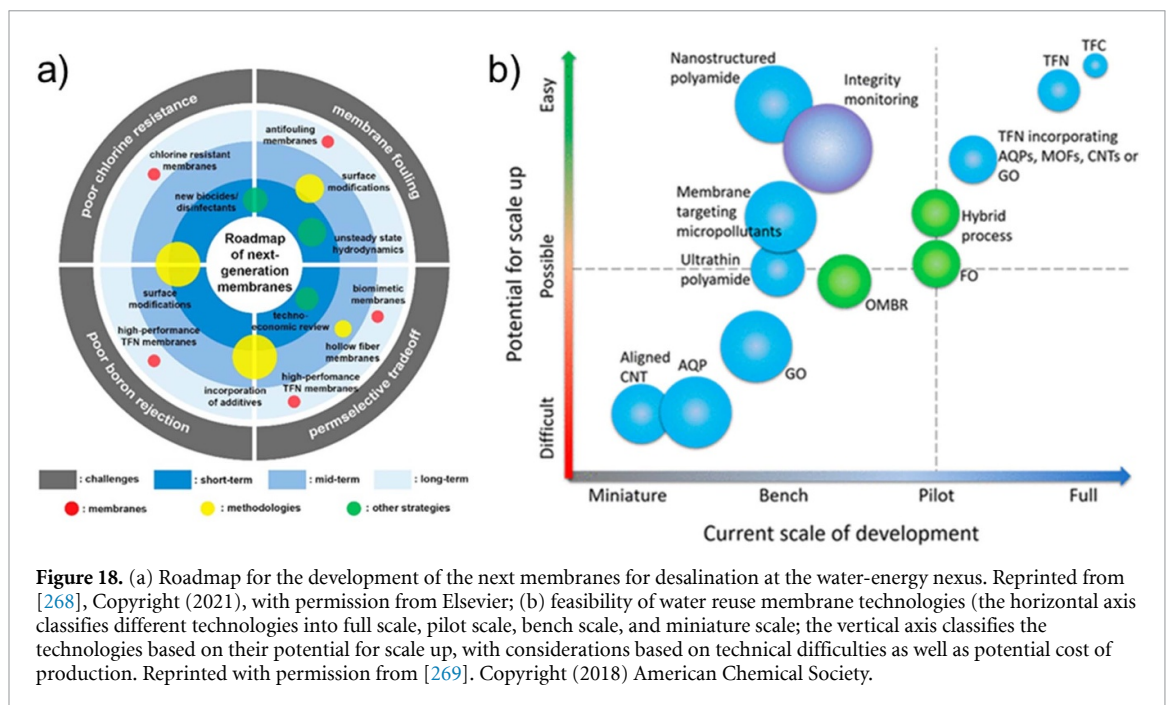 a)
poor chlorine resistance
membrane fouling
poor boron rejection
permselective tradeoff
antifouling
membranes
chlorine resistant
membranes
surface
modifications
new biocides/
disinfectants
unsteady state
hydrodynamics
Roadmap
of next-
generation
membranes
biomimetic
membranes
surface
modifications
techno-
economic review
high-performance
TFN membranes
hollow fiber
membranes
high-perfomance
TFN membranes
incorporation
of additives
: challenges
: short-term
: mid-term
: long-term
: membranes
: methodologies
: other strategies
b)
Potential for scale up
Easy
Possible
Difficult
Nanostructured
polyamide
Integrity
monitoring
TFN
TFC
TFN incorporating
AQPs, MOFs, CNTs or
GO
Membrane
targeting
micropollutants
Hybrid
process
Ultrathin
polyamide
FO
OMBR
Aligned
CNT
AQP
GO
Miniature
Bench
Pilot
Full
Current scale of development
Figure 18. (a) Roadmap for the development of the next membranes for desalination at the water-energy nexus. Reprinted from
[268], Copyright (2021), with permission from Elsevier; (b) feasibility of water reuse membrane technologies (the horizontal axis
classifies different technologies into full scale, pilot scale, bench scale, and miniature scale; the vertical axis classifies the
technologies based on their potential for scale up, with considerations based on technical difficulties as well as potential cost of
production. Reprinted with permission from [269]. Copyright (2018) American Chemical Society.